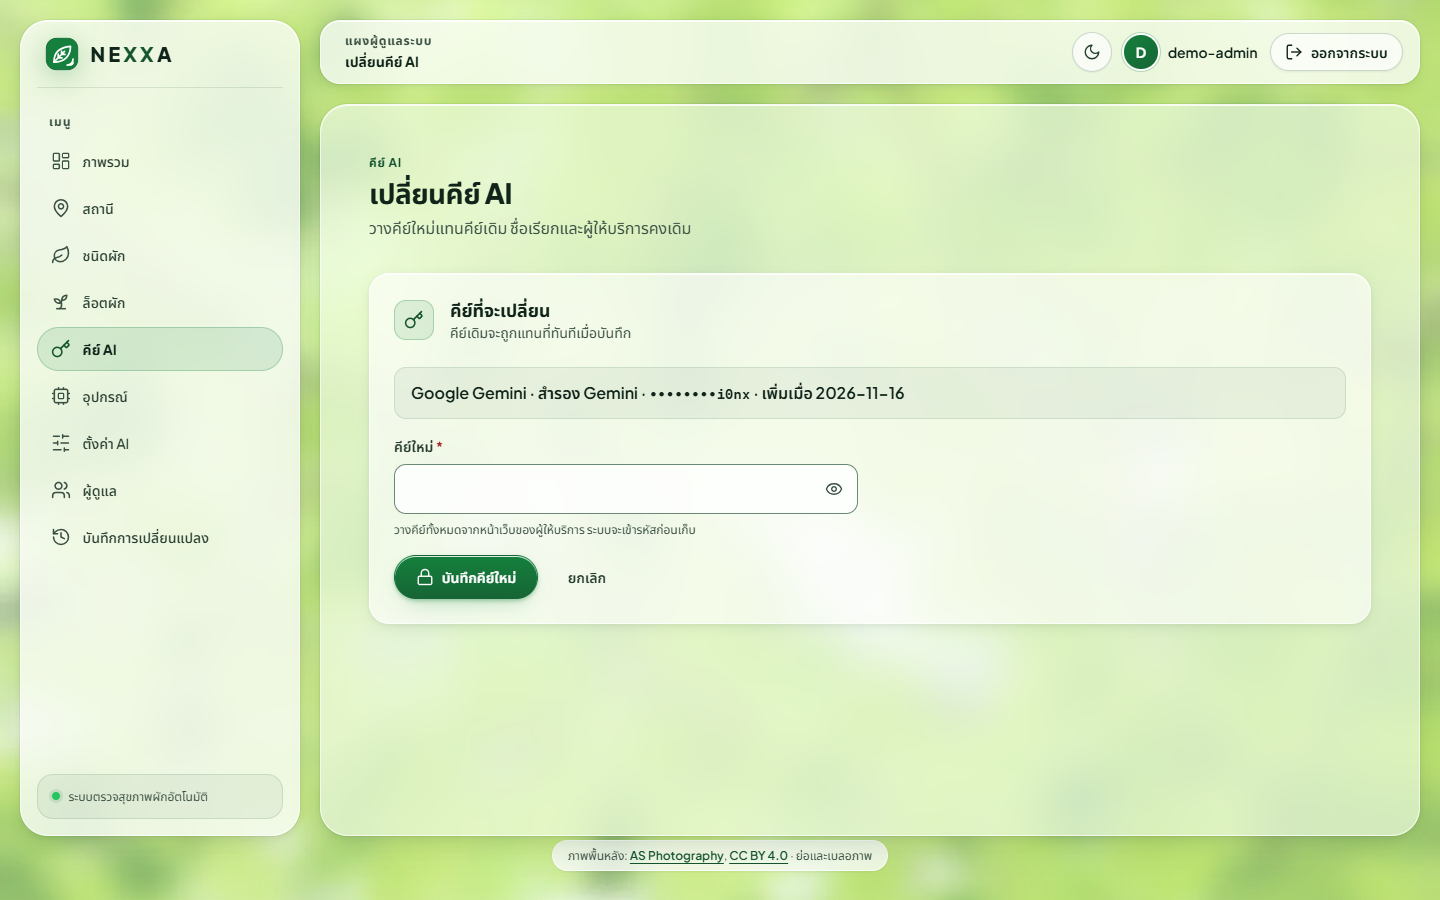 NEXXA
เมนู
ภาพรวม
สถานี
ชนิดผัก
ล็อตผัก
คีย์ AI
อุปกรณ์
ตั้งค่า AI
ผู้ดูแล
บันทึกการเปลี่ยนแปลง
ระบบตรวจสุขภาพผักอัตโนมัติ
แผงผู้ดูแลระบบ
เปลี่ยนคีย์ AI
D demo-admin ออกจากระบบ
คีย์ AI
เปลี่ยนคีย์ AI
วางคีย์ใหม่แทนคีย์เดิม ชื่อเรียกและผู้ให้บริการคงเดิม
คีย์ที่จะเปลี่ยน
คีย์เดิมจะถูกแทนที่ทันทีเมื่อบันทึก
Google Gemini · สำรอง Gemini · ••••••••i0nx · เพิ่มเมื่อ 2026-11-16
คีย์ใหม่ *
วางคีย์ทั้งหมดจากหน้าเว็บของผู้ให้บริการ ระบบจะเข้ารหัสก่อนเก็บ
บันทึกคีย์ใหม่ ยกเลิก
ภาพพื้นหลัง: AS Photography, CC BY 4.0 · ย่อและเบลอภาพ